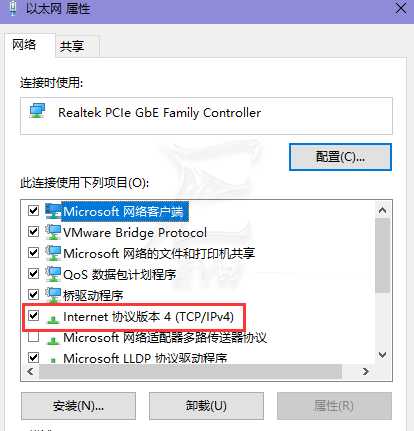 以太网 属性
网络
共享
连接时使用:
Realtek PCIe GbE Family Controller
配置(C)...
此连接使用下列项目(O):
Microsoft 网络客户端
VMware Bridge Protocol
Microsoft 网络的文件和打印机共享
QoS 数据包计划程序
桥驱动程序
Internet 协议版本 4 (TCP/IPv4)
Microsoft 网络适配器多路传送器协议
Microsoft LLDP 协议驱动程序
安装(N)...
卸载(U)
属性(R)